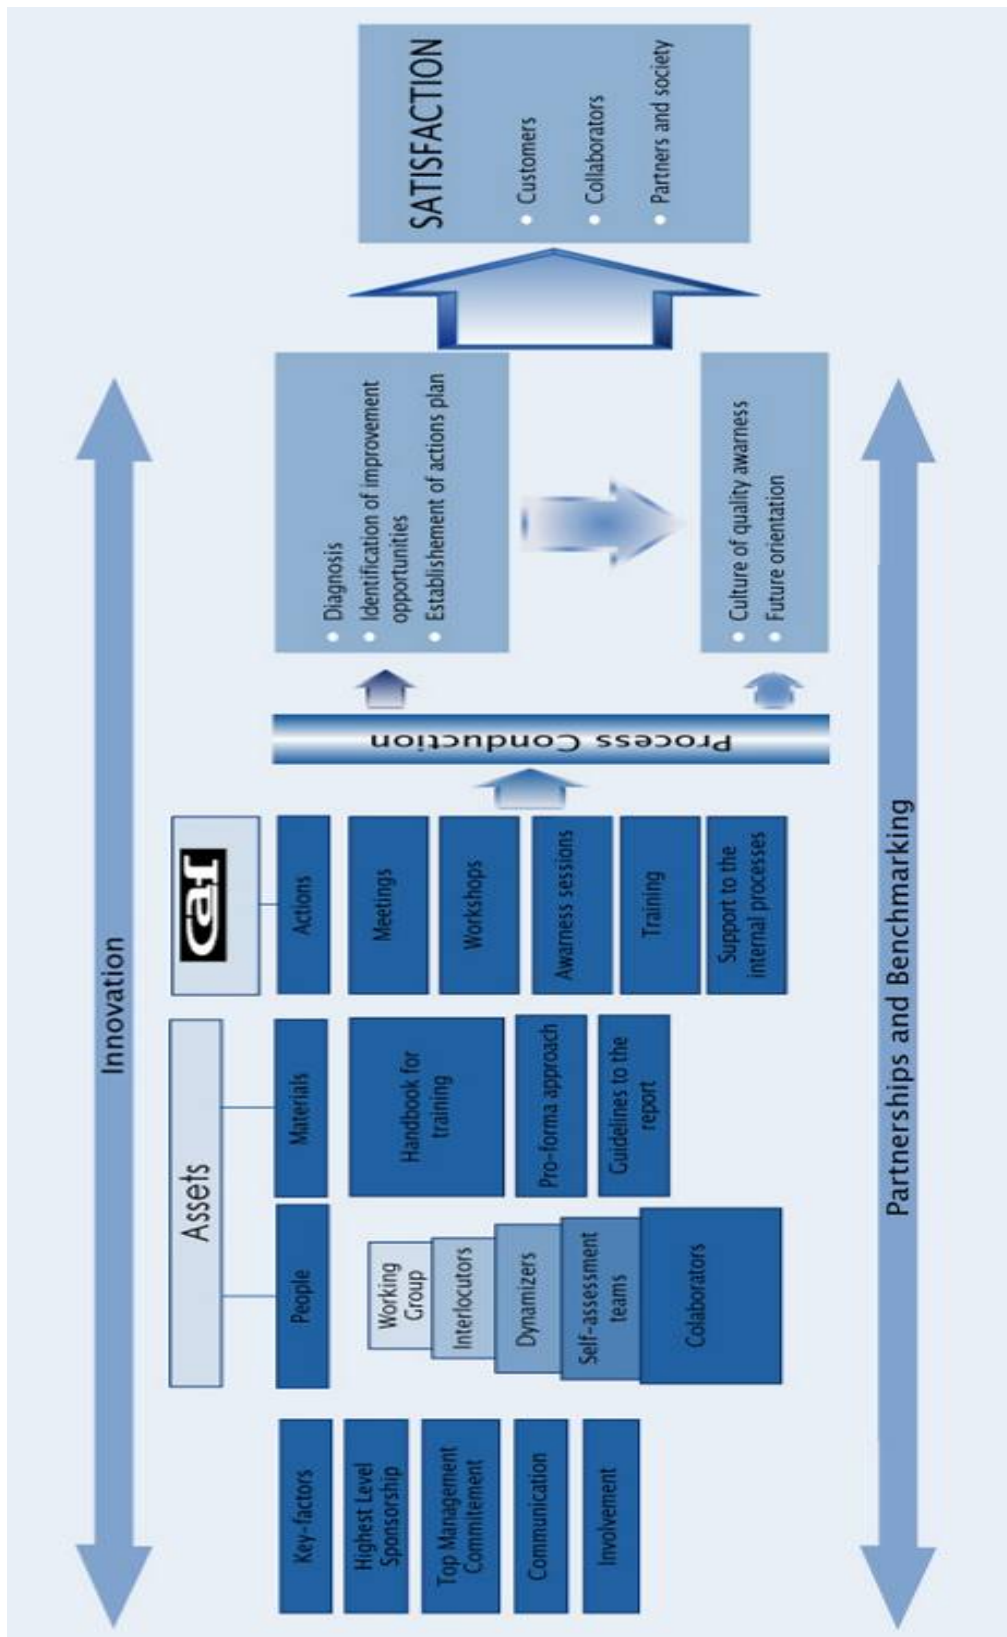 Innovation
Assets
caf
Key-factors
Highest Level
Sponsorship
Top Management
Commitement
Communication
Involvement
People
Working
Group
Interlocutors
Dynamizers
Self-assessment
teams
Colaborators
Materials
Handbook for
training
Pro-forma approach
Guidelines to the
report
Actions
Meetings
Workshops
Awarness sessions
Training
Support to the
internal processes
Process Conduction
Diagnosis
Identification of improvement
opportunities
Establishement of actions plan
Culture of quality awarness
Future orientation
SATISFACTION
Customers
Collaborators
Partners and society
Partnerships and Benchmarking